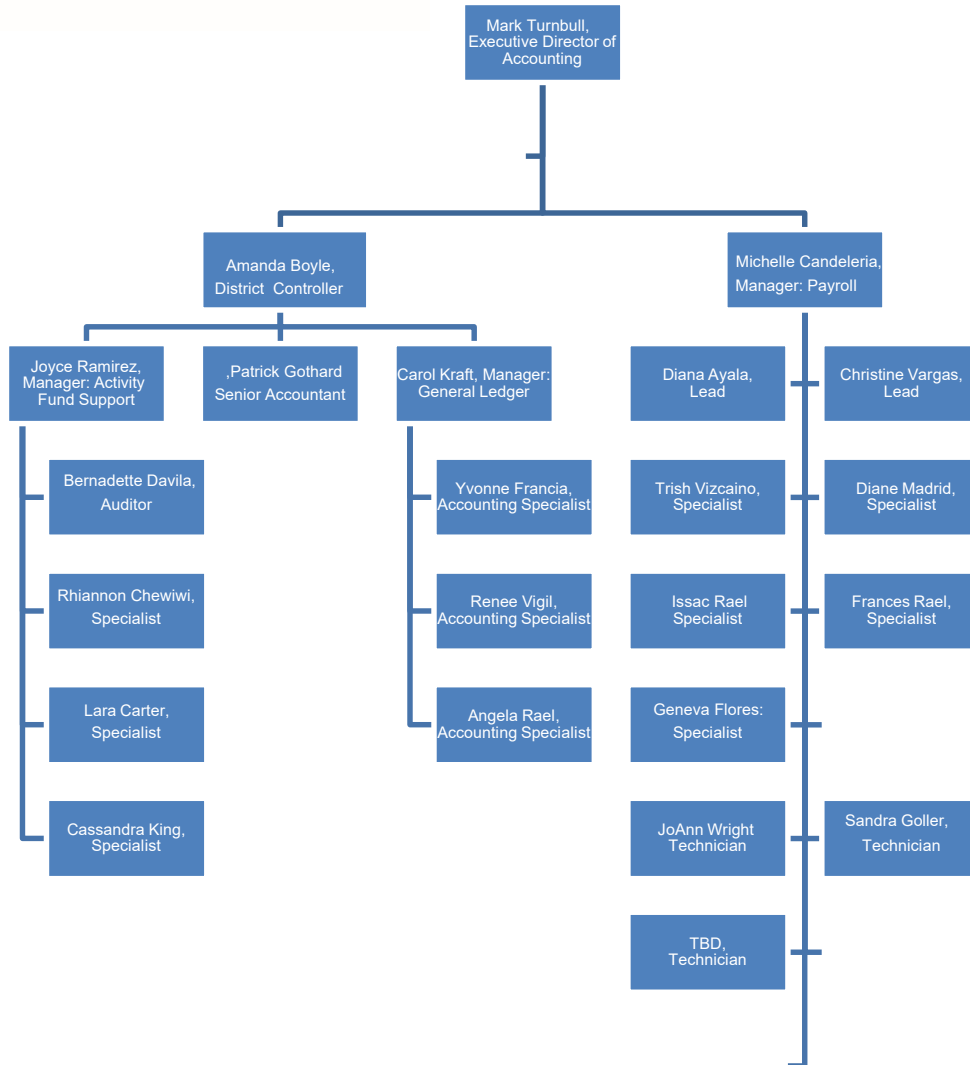 Mark Turnbull,
Executive Director of
Accounting
Amanda Boyle,
District Controller
Michelle Candeleria,
Manager: Payroll
Joyce Ramirez,
Manager: Activity
Fund Support
,Patrick Gothard
Senior Accountant
Carol Kraft, Manager:
General Ledger
Diana Ayala,
Lead
Christine Vargas,
Lead
Bernadette Davila,
Auditor
Yvonne Francia,
Accounting Specialist
Trish Vizcaino,
Specialist
Diane Madrid,
Specialist
Rhiannon Chewiwi,
Specialist
Renee Vigil,
Accounting Specialist
Issac Rael
Specialist
Frances Rael,
Specialist
Lara Carter,
Specialist
Angela Rael,
Accounting Specialist
Geneva Flores:
Specialist
Cassandra King,
Specialist
JoAnn Wright
Technician
Sandra Goller,
Technician
TBD,
Technician